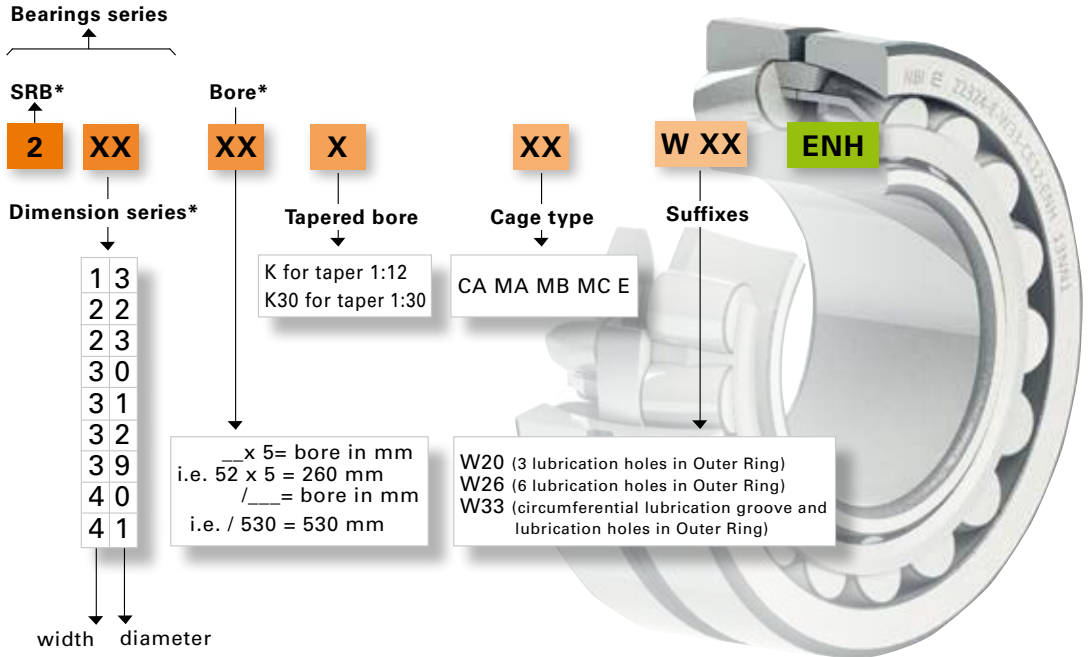 Bearings series
SRB* Bore*
2 XX XX X XX W XX ENH
Dimension series* Tapered bore Cage type Suffixes
K for taper 1:12
K30 for taper 1:30
CA MA MB MC E
1 3
2 2
2 3
3 0
3 1
3 2
3 9
4 0
4 1
width diameter
__x 5= bore in mm
i.e. 52 x 5 = 260 mm
/___= bore in mm
i.e. / 530 = 530 mm
W20 (3 lubrication holes in Outer Ring)
W26 (6 lubrication holes in Outer Ring)
W33 (circumferential lubrication groove and
lubrication holes in Outer Ring)
NBI